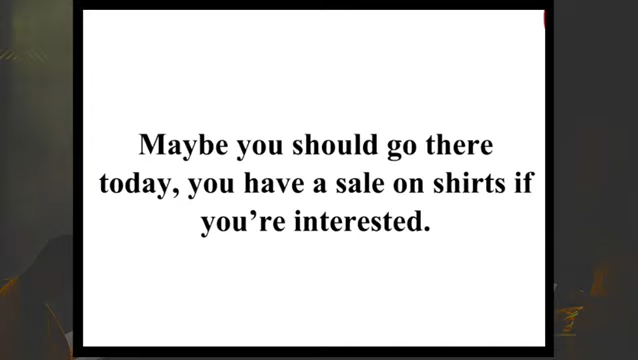 Maybe you should go there
today, you have a sale on shirts if
you’re interested.